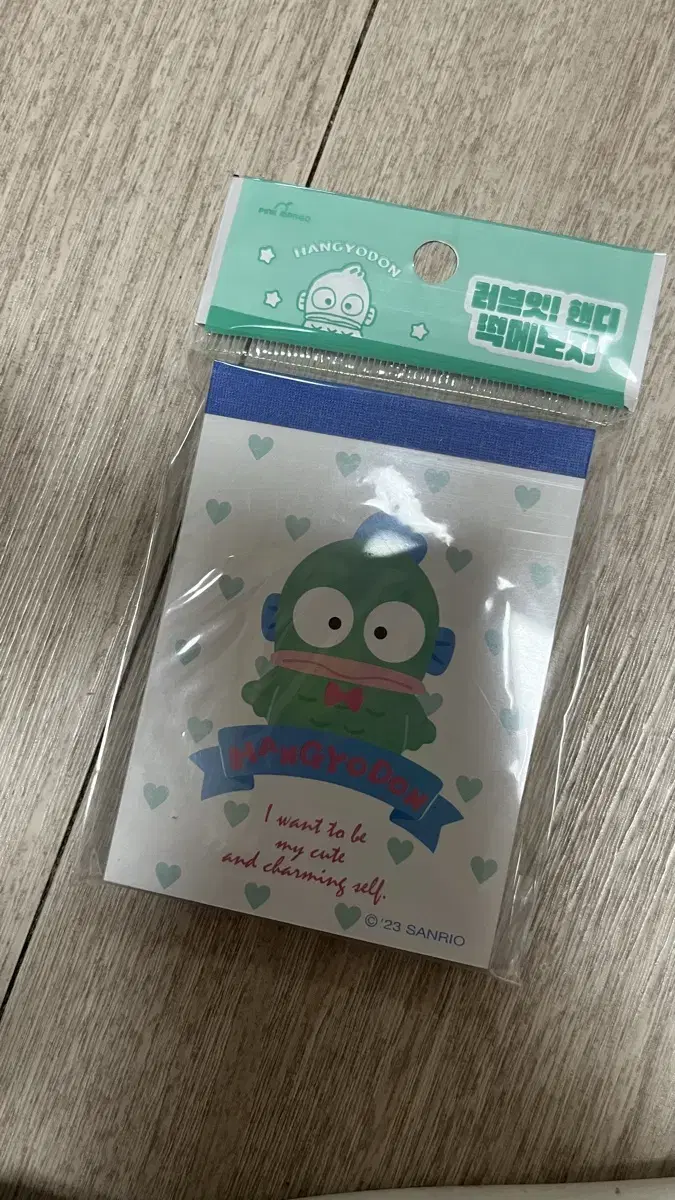 HANGYODON
러브잇! 핸디
떡메노지
HANGYODON
I want to be
my cute
and charming self.
© '23 SANRIO